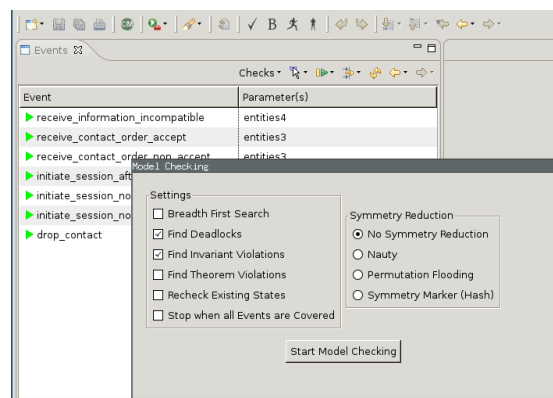 Events
Checks
Event Parameter(s)
receive_information_incompatible entities4
receive_contact_order_accept entities3
receive_contact_order_non_accept entities3
Model Checking
initiate_session_aft
initiate_session_no
initiate_session_no
drop_contact
Settings
Breadth First Search
Find Deadlocks
Find Invariant Violations
Find Theorem Violations
Recheck Existing States
Stop when all Events are Covered
Symmetry Reduction
No Symmetry Reduction
Nauty
Permutation Flooding
Symmetry Marker (Hash)
Start Model Checking